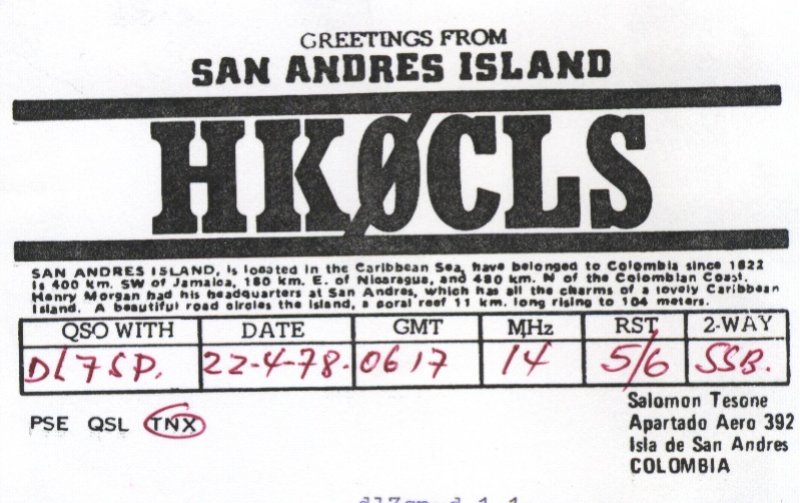 GREETINGS FROM
SAN ANDRES ISLAND
HKØCLS
SAN ANDRES ISLAND, is located in the Caribbean Sea, have belonged to Colombia since 1822
is 400 km. SW of Jamaica, 180 km. E. of Nicaragua, and 480 km. N of the Colombian Coast.
Henry Morgan had his headquarters at San Andres, which has all the charms of a lovely Caribbean
island. A beautiful road circles the island, a coral reef 11 km. long rising to 104 meters.
QSO WITH DATE GMT MHz RST 2-WAY
DL7SP. 22-4-78. 0617 14 5/6 SSB.
PSE QSL TNX
Salomon Tesone
Apartado Aero 392
Isla de San Andres
COLOMBIA